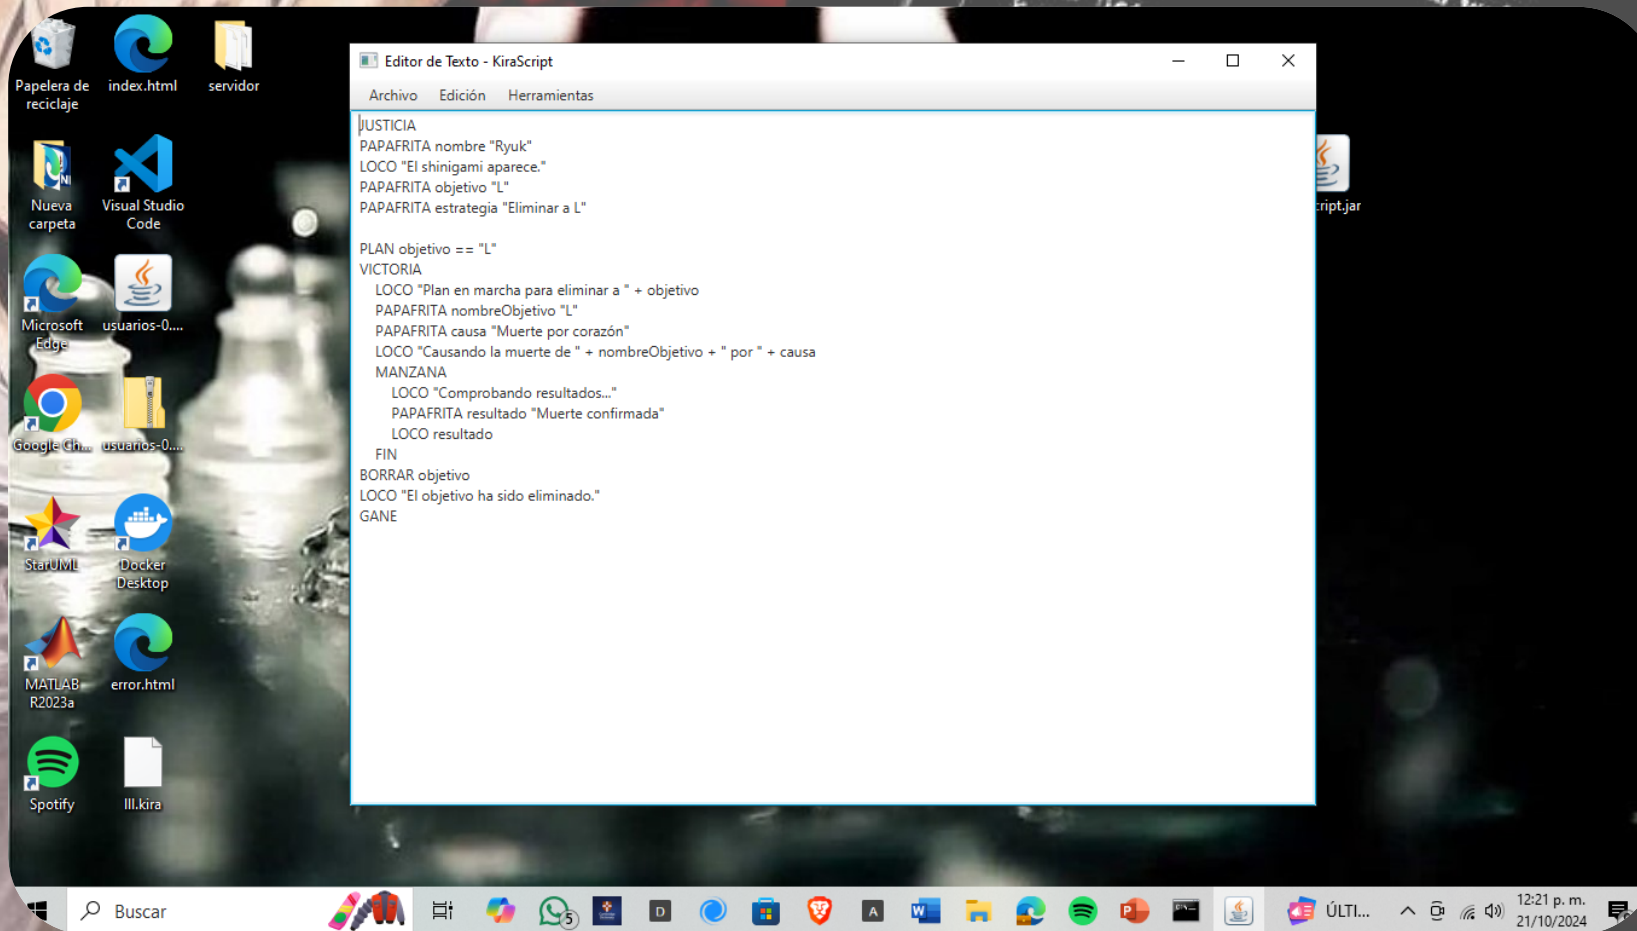 Papelera de
reciclaje
index.html
servidor
Nueva
carpeta
Visual Studio
Code
Microsoft
Edge
usuarios-0....
Google Ch...
usuarios-0....
StarUML
Docker
Desktop
MATLAB
R2023a
error.html
Spotify
III.kira
Editor de Texto - KiraScript
Archivo Edición Herramientas
JUSTICIA
PAPAFRITA nombre "Ryuk"
LOCO "El shinigami aparece."
PAPAFRITA objetivo "L"
PAPAFRITA estrategia "Eliminar a L"
PLAN objetivo == "L"
VICTORIA
LOCO "Plan en marcha para eliminar a " + objetivo
PAPAFRITA nombreObjetivo "L"
PAPAFRITA causa "Muerte por corazón"
LOCO "Causando la muerte de " + nombreObjetivo + " por " + causa
MANZANA
LOCO "Comprobando resultados..."
PAPAFRITA resultado "Muerte confirmada"
LOCO resultado
FIN
BORRAR objetivo
LOCO "El objetivo ha sido eliminado."
GANE
cript.jar
Buscar
5
D
A
W
P
ÚLTI...
12:21 p. m.
21/10/2024